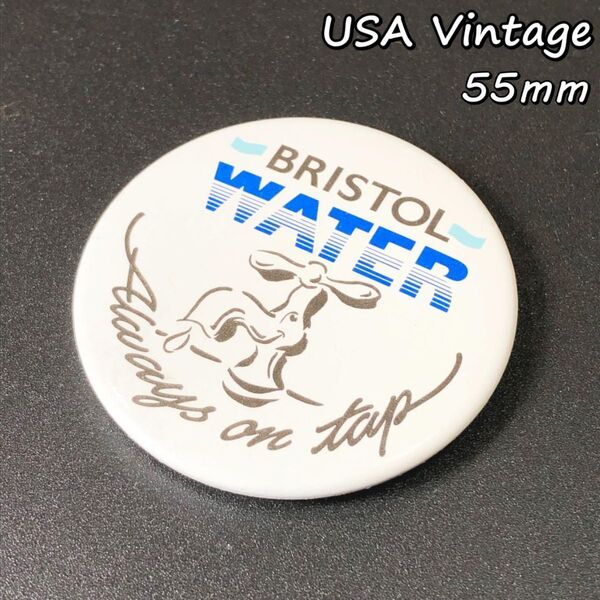 USA Vintage
55mm
BRISTOL
WATER
Always on tap